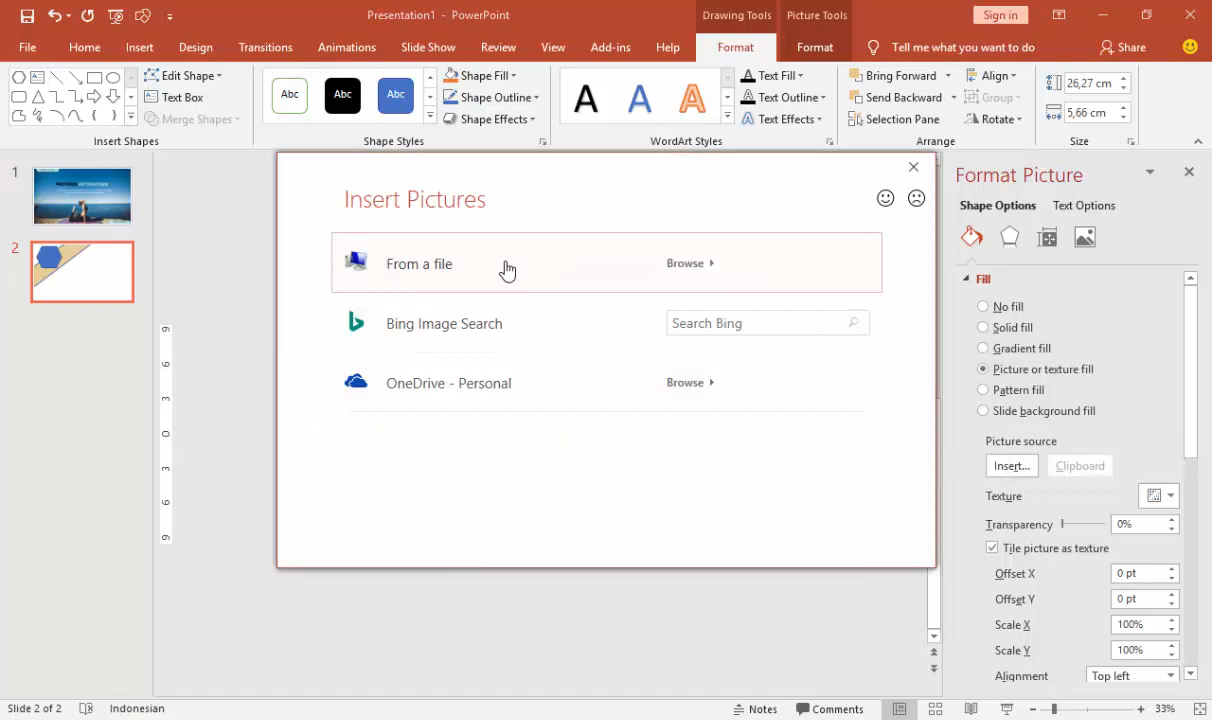 Presentation1 - PowerPoint
Drawing Tools
Picture Tools
Sign in
File
Home
Insert
Design
Transitions
Animations
Slide Show
Review
View
Add-ins
Help
Format
Format
Tell me what you want to do
Share
Edit Shape
Text Box
Merge Shapes
Insert Shapes
Abc
Abc
Abc
Shape Fill
Shape Outline
Shape Effects
Shape Styles
A
A
A
Text Fill
Text Outline
Text Effects
WordArt Styles
Bring Forward
Send Backward
Selection Pane
Align
Group
Rotate
Arrange
26,27 cm
5,66 cm
Size
1
2
9
6
3
0
3
6
9
Insert Pictures
From a file
Browse
Bing Image Search
Search Bing
OneDrive - Personal
Browse
Format Picture
Shape Options
Text Options
Fill
No fill
Solid fill
Gradient fill
Picture or texture fill
Pattern fill
Slide background fill
Picture source
Insert...
Clipboard
Texture
Transparency
0%
Tile picture as texture
Offset X
0 pt
Offset Y
0 pt
Scale X
100%
Scale Y
100%
Alignment
Top left
Slide 2 of 2
Indonesian
Notes
Comments
33%